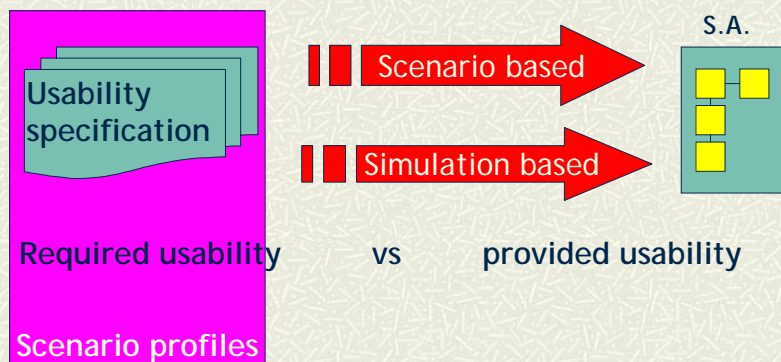 S.A.
Scenario based
Usability
specification
Simulation based
Required usability vs provided usability
Scenario profiles